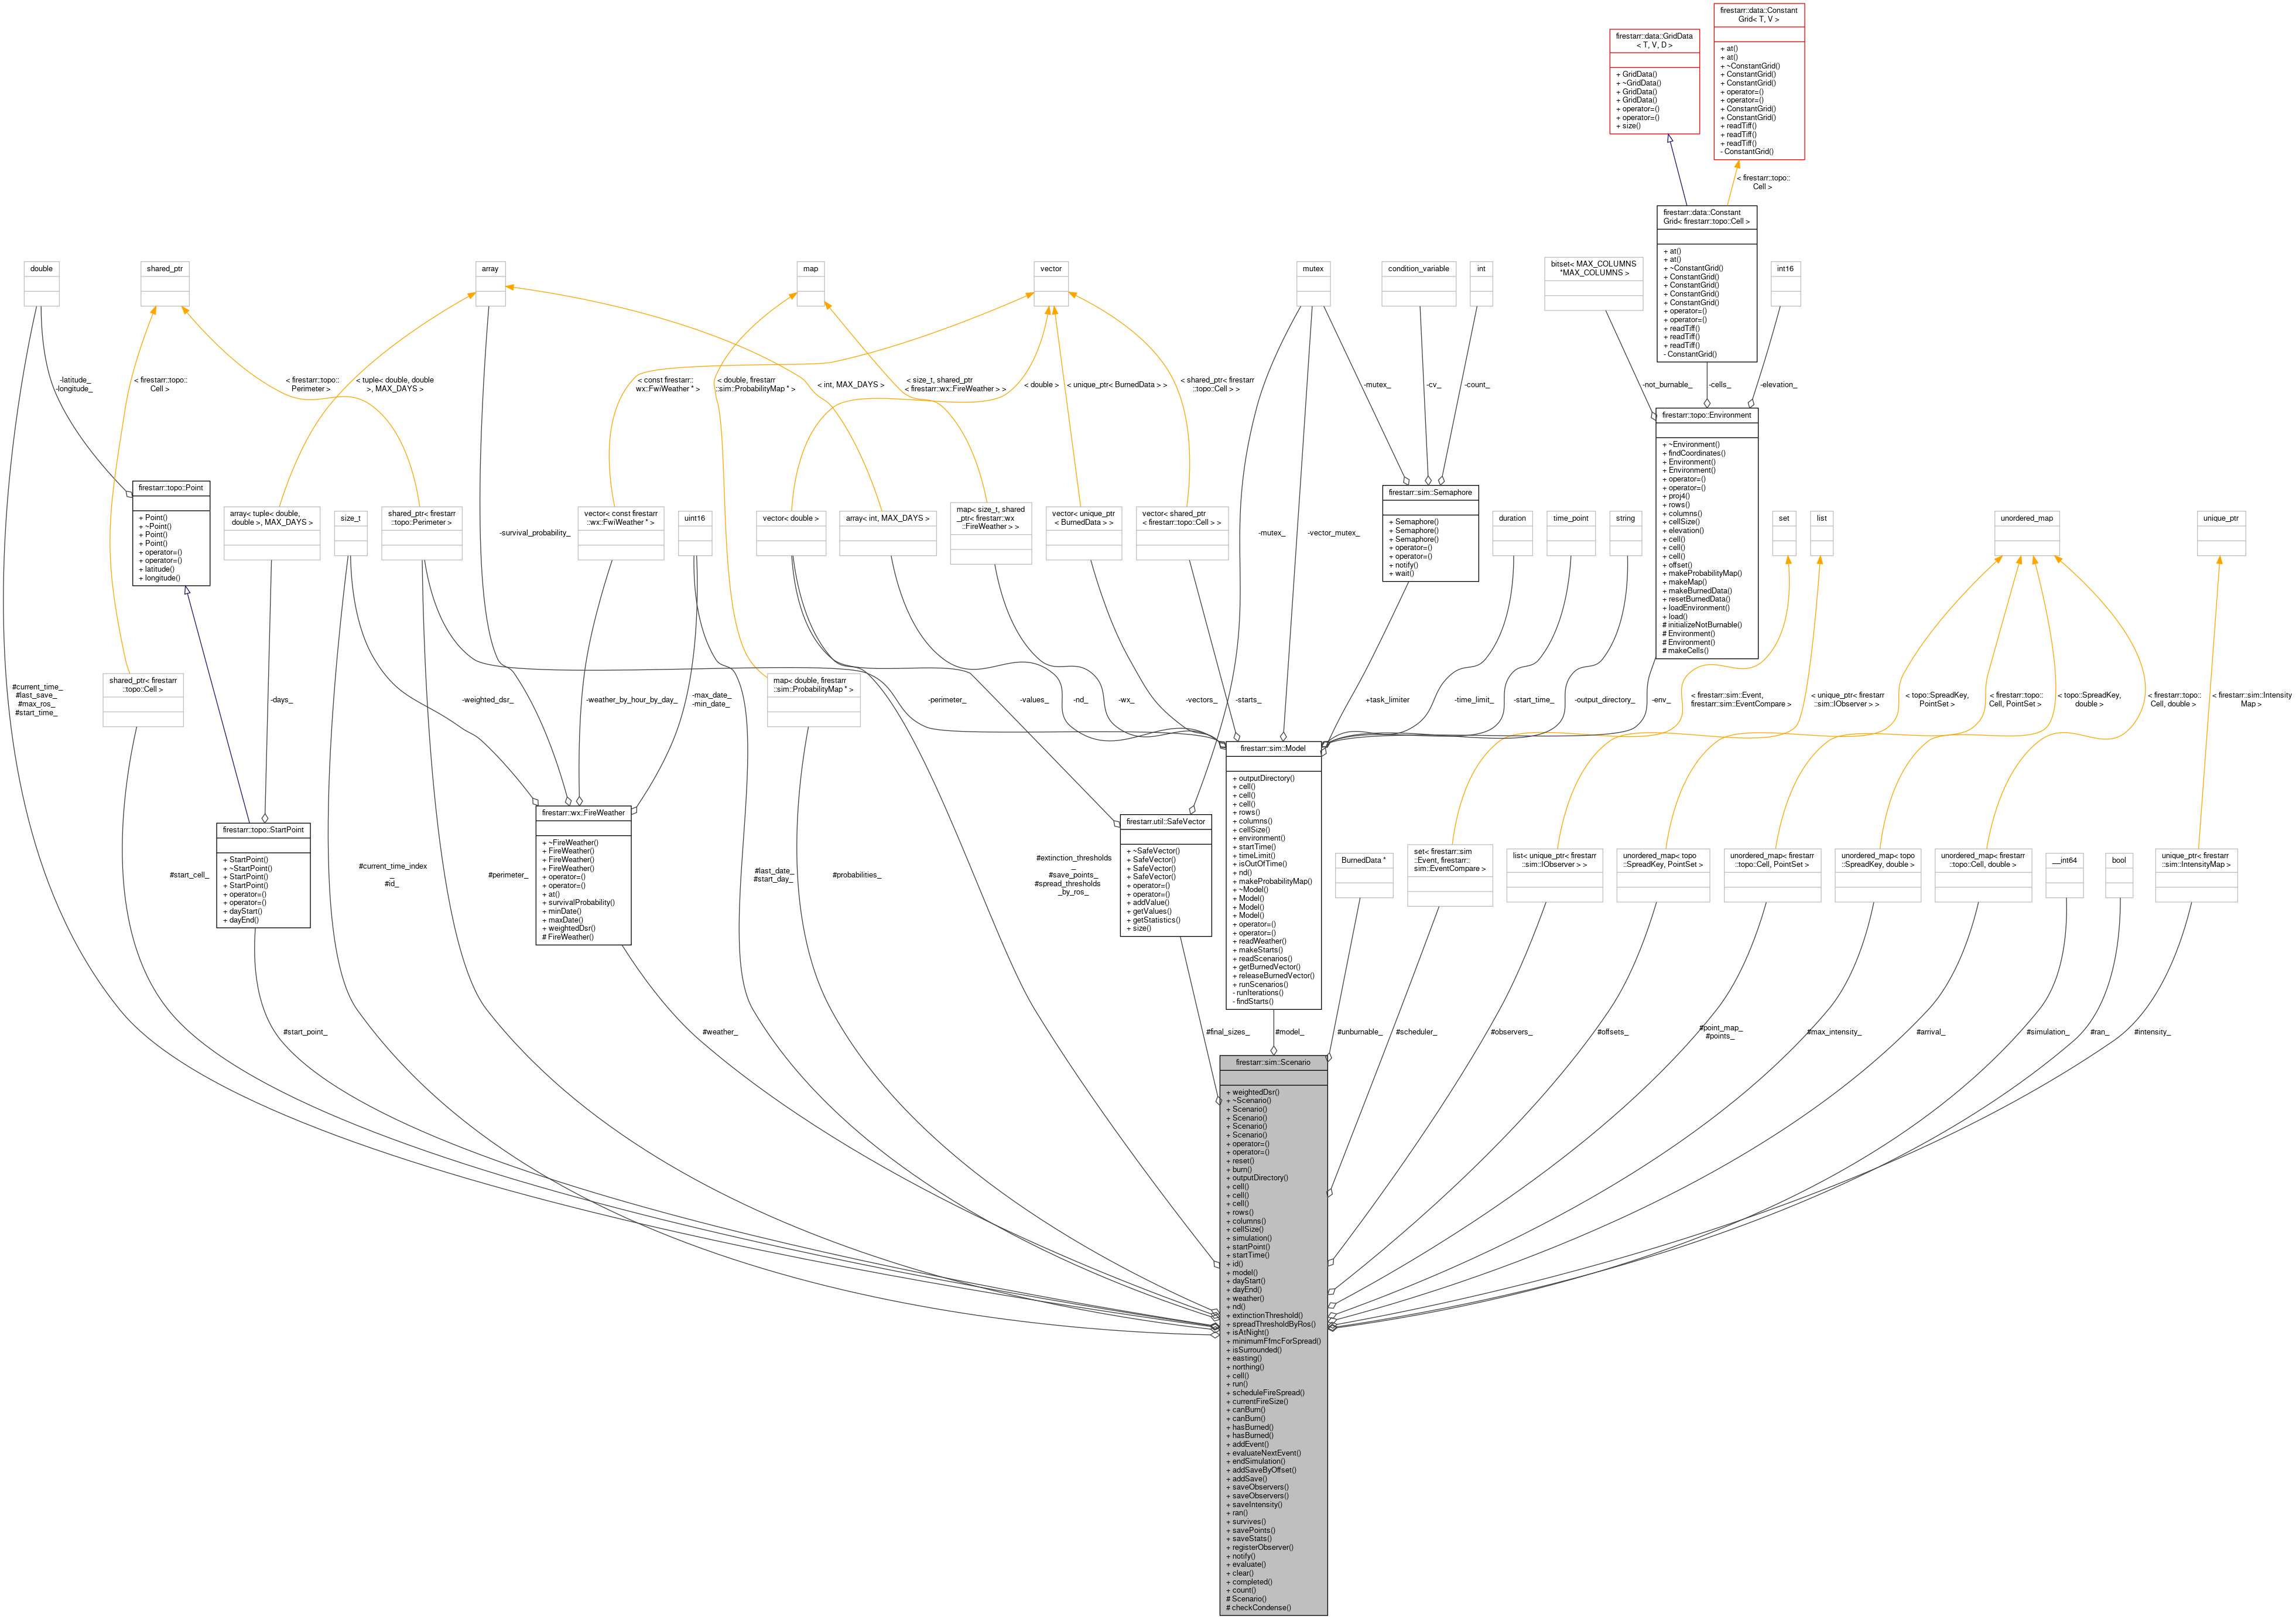 firestarr::data::Constant
Grid< T, V >
+ at()
+ at()
+ ~ConstantGrid()
+ ConstantGrid()
+ ConstantGrid()
+ operator=()
+ operator=()
+ ConstantGrid()
+ ConstantGrid()
+ readTiff()
+ readTiff()
+ readTiff()
- ConstantGrid()
firestarr::data::GridData
< T, V, D >
+ GridData()
+ ~GridData()
+ GridData()
+ GridData()
+ operator=()
+ operator=()
+ size()
< firestarr::topo::
Cell >
firestarr::data::Constant
Grid< firestarr::topo::Cell >
+ at()
+ at()
+ ~ConstantGrid()
+ ConstantGrid()
+ ConstantGrid()
+ ConstantGrid()
+ ConstantGrid()
+ operator=()
+ operator=()
+ readTiff()
+ readTiff()
+ readTiff()
- ConstantGrid()
double
shared_ptr
array
map
vector
mutex
condition_variable
int
bitset< MAX_COLUMNS
*MAX_COLUMNS >
int16
-latitude_
-longitude_
< firestarr::topo::
Cell >
< firestarr::topo::
Perimeter >
< tuple< double, double
>, MAX_DAYS >
< const firestarr::
wx::FwiWeather * >
< double, firestarr
::sim::ProbabilityMap * >
< int, MAX_DAYS >
< size_t, shared_ptr
< firestarr::wx::FireWeather > >
< double >
< unique_ptr< BurnedData > >
< shared_ptr< firestarr
::topo::Cell > >
-mutex_
-cv_
-count_
-not_burnable_
-cells_
-elevation_
firestarr::topo::Point
+ Point()
+ ~Point()
+ Point()
+ Point()
+ operator=()
+ operator=()
+ latitude()
+ longitude()
array< tuple< double,
double >, MAX_DAYS >
size_t
shared_ptr< firestarr
::topo::Perimeter >
-survival_probability_
vector< const firestarr
::wx::FwiWeather * >
uint16
vector< double >
array< int, MAX_DAYS >
map< size_t, shared
_ptr< firestarr::wx
::FireWeather > >
vector< unique_ptr
< BurnedData > >
vector< shared_ptr
< firestarr::topo::Cell > >
-mutex_
-vector_mutex_
firestarr::sim::Semaphore
+ Semaphore()
+ Semaphore()
+ Semaphore()
+ operator=()
+ operator=()
+ notify()
+ wait()
duration
time_point
string
firestarr::topo::Environment
+ ~Environment()
+ findCoordinates()
+ Environment()
+ Environment()
+ operator=()
+ operator=()
+ proj4()
+ rows()
+ columns()
+ cellSize()
+ elevation()
+ cell()
+ cell()
+ cell()
+ offset()
+ makeProbabilityMap()
+ makeMap()
+ makeBurnedData()
+ resetBurnedData()
+ loadEnvironment()
+ load()
# initializeNotBurnable()
# Environment()
# Environment()
# makeCells()
set
list
unordered_map
unique_ptr
#current_time_
#last_save_
#max_ros_
#start_time_
shared_ptr< firestarr
::topo::Cell >
-days_
-weighted_dsr_
-weather_by_hour_by_day_
-max_date_
-min_date_
map< double, firestarr
::sim::ProbabilityMap * >
-perimeter_
-values_
-nd_
-wx_
-vectors_
-starts_
+task_limiter
-time_limit_
-start_time_
-output_directory_
-env_
< firestarr::sim::Event,
firestarr::sim::EventCompare >
< unique_ptr< firestarr
::sim::IObserver > >
< topo::SpreadKey,
PointSet >
< firestarr::topo::
Cell, PointSet >
< topo::SpreadKey,
double >
< firestarr::topo::
Cell, double >
< firestarr::sim::Intensity
Map >
firestarr::topo::StartPoint
+ StartPoint()
+ ~StartPoint()
+ StartPoint()
+ StartPoint()
+ operator=()
+ operator=()
+ dayStart()
+ dayEnd()
firestarr::wx::FireWeather
+ ~FireWeather()
+ FireWeather()
+ FireWeather()
+ FireWeather()
+ operator=()
+ operator=()
+ at()
+ survivalProbability()
+ minDate()
+ maxDate()
+ weightedDsr()
# FireWeather()
firestarr.util::SafeVector
+ ~SafeVector()
+ SafeVector()
+ SafeVector()
+ SafeVector()
+ operator=()
+ operator=()
+ addValue()
+ getValues()
+ getStatistics()
+ size()
firestarr::sim::Model
+ outputDirectory()
+ cell()
+ cell()
+ cell()
+ rows()
+ columns()
+ cellSize()
+ environment()
+ startTime()
+ timeLimit()
+ isOutOfTime()
+ nd()
+ makeProbabilityMap()
+ ~Model()
+ Model()
+ Model()
+ Model()
+ operator=()
+ operator=()
+ readWeather()
+ makeStarts()
+ readScenarios()
+ getBurnedVector()
+ releaseBurnedVector()
+ runScenarios()
- runIterations()
- findStarts()
BurnedData *
set< firestarr::sim
::Event, firestarr::
sim::EventCompare >
list< unique_ptr< firestarr
::sim::IObserver > >
unordered_map< topo
::SpreadKey, PointSet >
unordered_map< firestarr
::topo::Cell, PointSet >
unordered_map< topo
::SpreadKey, double >
unordered_map< firestarr
::topo::Cell, double >
__int64
bool
unique_ptr< firestarr
::sim::IntensityMap >
#start_cell_
#current_time_index
_
#id_
#perimeter_
#last_date_
#start_day_
#probabilities_
#extinction_thresholds
_
#save_points_
#spread_thresholds
_by_ros_
#start_point_
#weather_
#final_sizes_
#model_
#unburnable_
#scheduler_
#observers_
#offsets_
#point_map_
#points_
#max_intensity_
#arrival_
#simulation_
#ran_
#intensity_
firestarr::sim::Scenario
+ weightedDsr()
+ ~Scenario()
+ Scenario()
+ Scenario()
+ Scenario()
+ Scenario()
+ operator=()
+ operator=()
+ reset()
+ burn()
+ outputDirectory()
+ cell()
+ cell()
+ cell()
+ rows()
+ columns()
+ cellSize()
+ simulation()
+ startPoint()
+ startTime()
+ id()
+ model()
+ dayStart()
+ dayEnd()
+ weather()
+ nd()
+ extinctionThreshold()
+ spreadThresholdByRos()
+ isAtNight()
+ minimumFfmcForSpread()
+ isSurrounded()
+ easting()
+ northing()
+ cell()
+ run()
+ scheduleFireSpread()
+ currentFireSize()
+ canBurn()
+ canBurn()
+ hasBurned()
+ hasBurned()
+ addEvent()
+ evaluateNextEvent()
+ endSimulation()
+ addSaveByOffset()
+ addSave()
+ saveObservers()
+ saveObservers()
+ saveIntensity()
+ ran()
+ survives()
+ savePoints()
+ saveStats()
+ registerObserver()
+ notify()
+ evaluate()
+ clear()
+ completed()
+ count()
# Scenario()
# checkCondense()